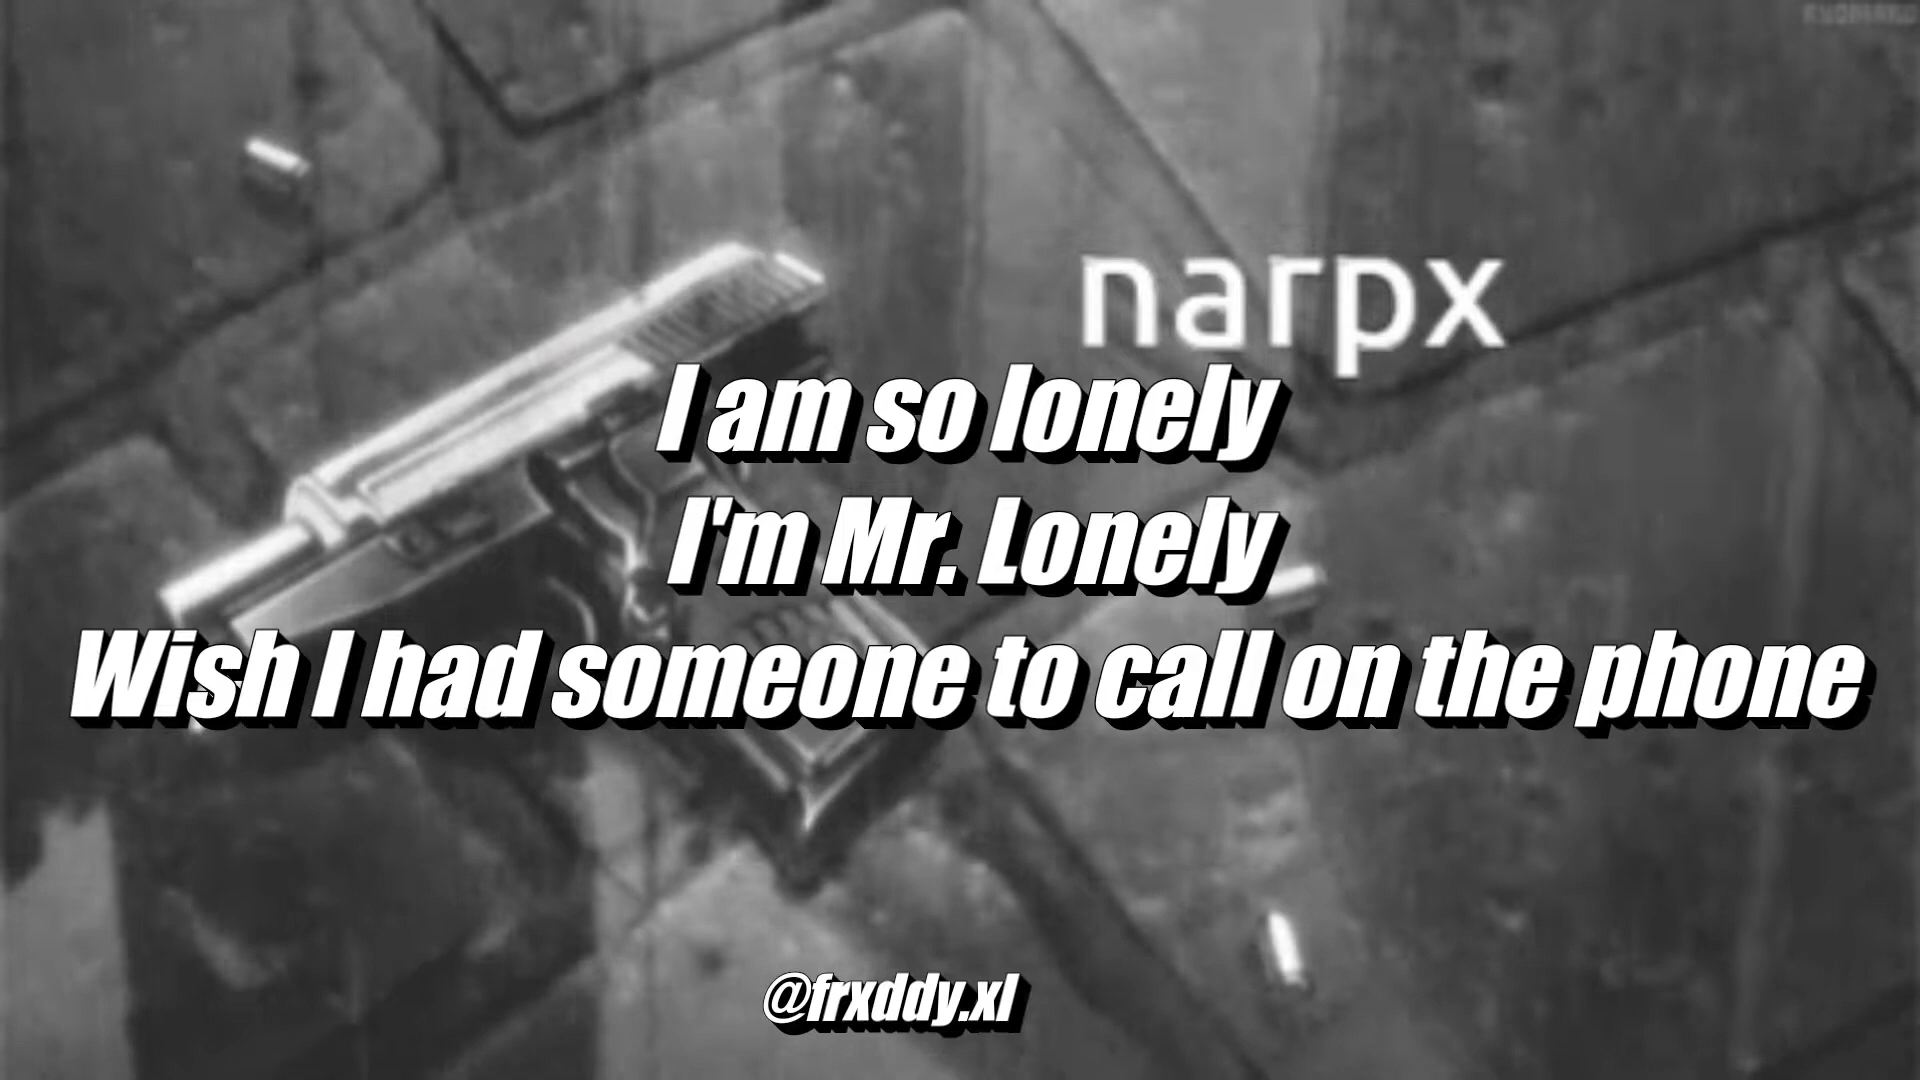 narpx
I am so lonely
I'm Mr. Lonely
Wish I had someone to call on the phone
@frxddy.xl